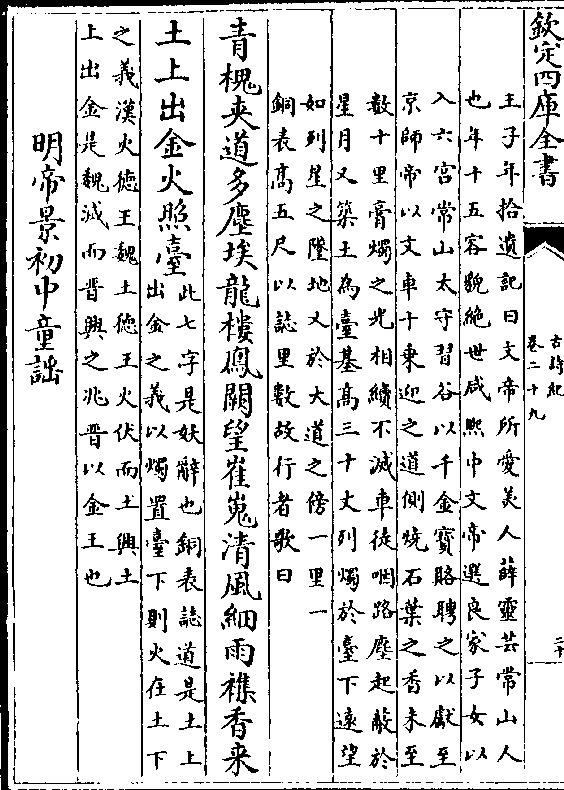 欽定四庫全書
古詩紀
卷二十九
二十
王子年拾遺記曰文帝所愛美人薛靈芸常山人
也年十五容貌絶世咸熙中文帝選良家子女以
入六宮常山太守習谷以千金寳賂聘之以獻至
京師帝以文車十乗迎之道側燒石葉之香未至
數十里膏燭之光相續不滅車徒咽路塵起蔽於
星月又築土為臺基髙三十丈列燭於臺下逺望
如列星之墜地又於大道之傍一里一
銅表髙五尺以誌里數故行者歌曰
青槐夾道多塵埃龍樓鳳闕望崔嵬清風細雨襍香来
土上出金火照臺
此七字是妖辭也銅表誌道是土上
出金之義以燭置臺下則火在土下
之義漢火徳王魏土徳王火伏而土興土
上出金是魏滅而晋興之兆晋以金王也
明帝景初中童謡